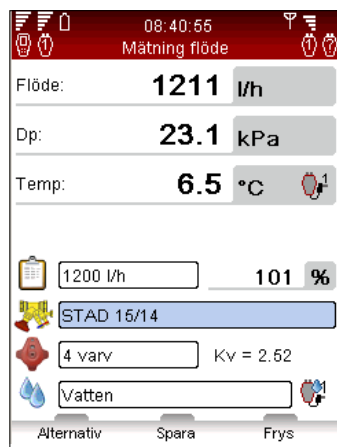 08:40:55
Mätning flöde
Flöde: 1211 l/h
Dp: 23.1 kPa
Temp: 6.5 °C 1
1200 l/h 101 %
STAD 15/14
4 varv Kv = 2.52
Vatten
Alternativ Spara Frys